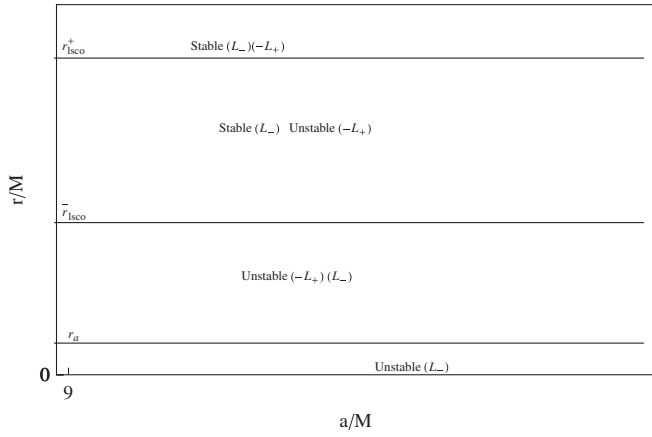 r⁺lsco
Stable (L₋)(−L₊)
Stable (L₋) Unstable (−L₊)
r/M
r̄lsco
Unstable (−L₊) (L₋)
rₐ
Unstable (L₋)
0
9
a/M